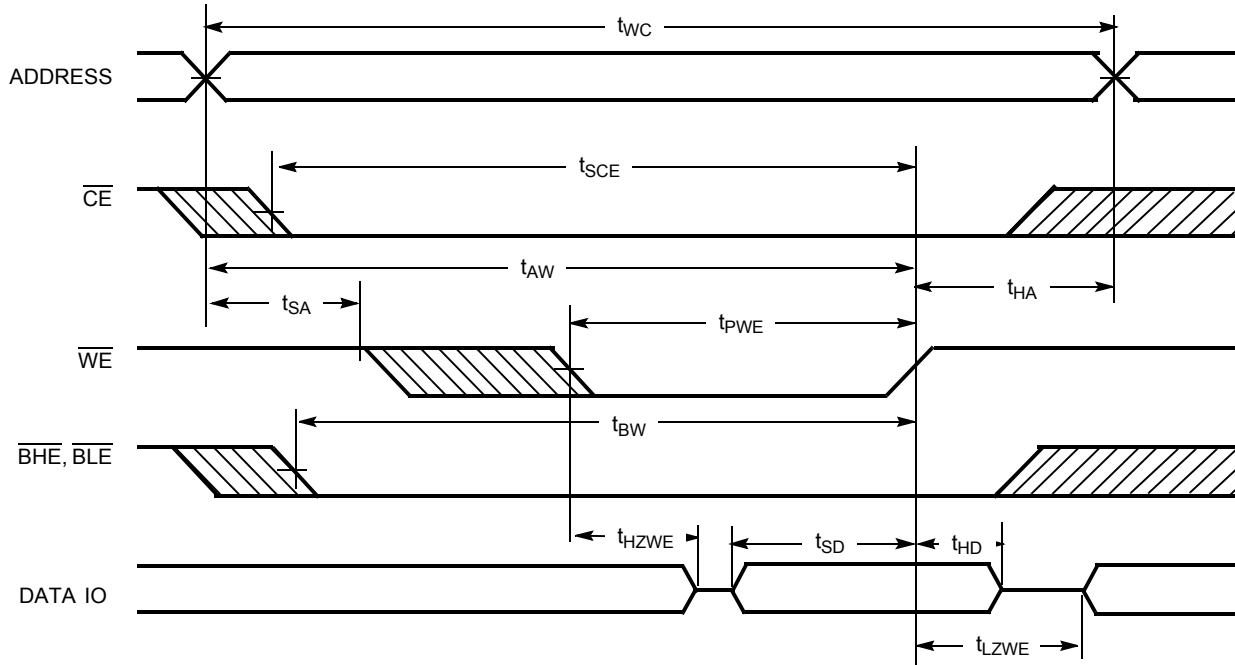 tWC
ADDRESS
tSCE
CE
tAW
tSA
tHA
tPWE
WE
tBW
BHE, BLE
tHZWE
tSD
tHD
DATA IO
tLZWE